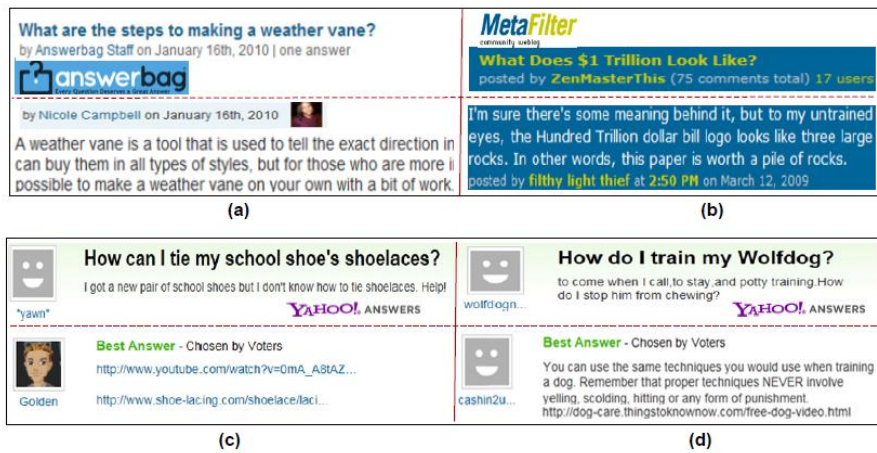 What are the steps to making a weather vane?
by Answerbag Staff on January 16th, 2010 | one answer
answerbag
Every Question Deserves a Great Answer
by Nicole Campbell on January 16th, 2010
A weather vane is a tool that is used to tell the exact direction in
can buy them in all types of styles, but for those who are more i
possible to make a weather vane on your own with a bit of work.
(a)
MetaFilter
community weblog
What Does $1 Trillion Look Like?
posted by ZenMasterThis (75 comments total) 17 users
I'm sure there's some meaning behind it, but to my untrained
eyes, the Hundred Trillion dollar bill logo looks like three large
rocks. In other words, this paper is worth a pile of rocks.
posted by filthy light thief at 2:50 PM on March 12, 2009
(b)
How can I tie my school shoe's shoelaces?
I got a new pair of school shoes but I don't know how to tie shoelaces. Help!
*yawn*
YAHOO! ANSWERS
Best Answer - Chosen by Voters
http://www.youtube.com/watch?v=0mA_A8tAZ...
http://www.shoe-lacing.com/shoelace/laci...
Golden
(c)
How do I train my Wolfdog?
to come when I call,to stay,and potty training.How
do I stop him from chewing?
wolfdogn...
YAHOO! ANSWERS
Best Answer - Chosen by Voters
You can use the same techniques you would use when training
a dog. Remember that proper techniques NEVER involve
yelling, scolding, hitting or any form of punishment.
http://dog-care.thingstoknownow.com/free-dog-video.html
cashin2u...
(d)